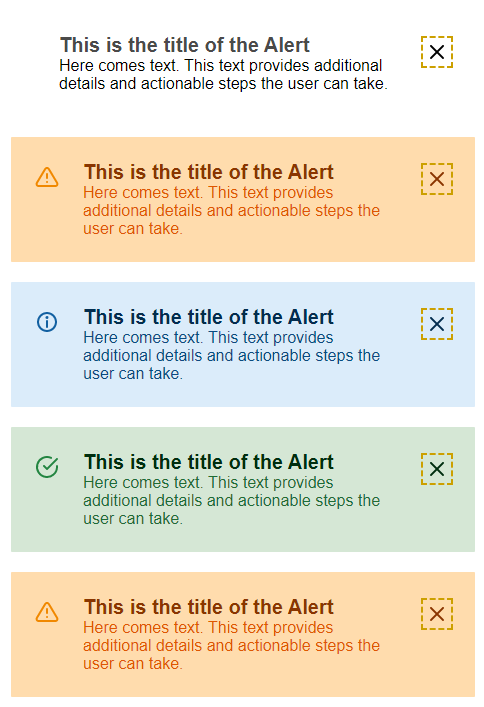 This is the title of the Alert
Here comes text. This text provides additional
details and actionable steps the user can take.
This is the title of the Alert
Here comes text. This text provides
additional details and actionable steps the
user can take.
This is the title of the Alert
Here comes text. This text provides
additional details and actionable steps the
user can take.
This is the title of the Alert
Here comes text. This text provides
additional details and actionable steps the
user can take.
This is the title of the Alert
Here comes text. This text provides
additional details and actionable steps the
user can take.